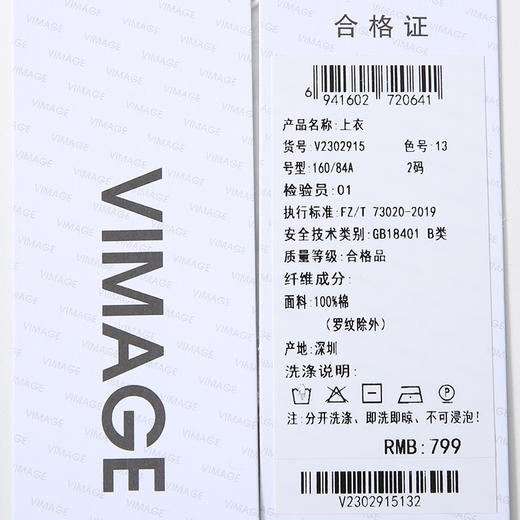 VIMAGE
合格证
6 941602 720641
产品名称:上衣
货号:V2302915 色号:13
号型:160/84A 2码
检验员:01
执行标准:FZ/T 73020-2019
安全技术类别:GB18401 B类
质量等级:合格品
纤维成分:
面料:100%棉
(罗纹除外)
产地:深圳
洗涤说明:
P
注:分开洗涤、即洗即晾、不可浸泡!
RMB:799
V2302915132